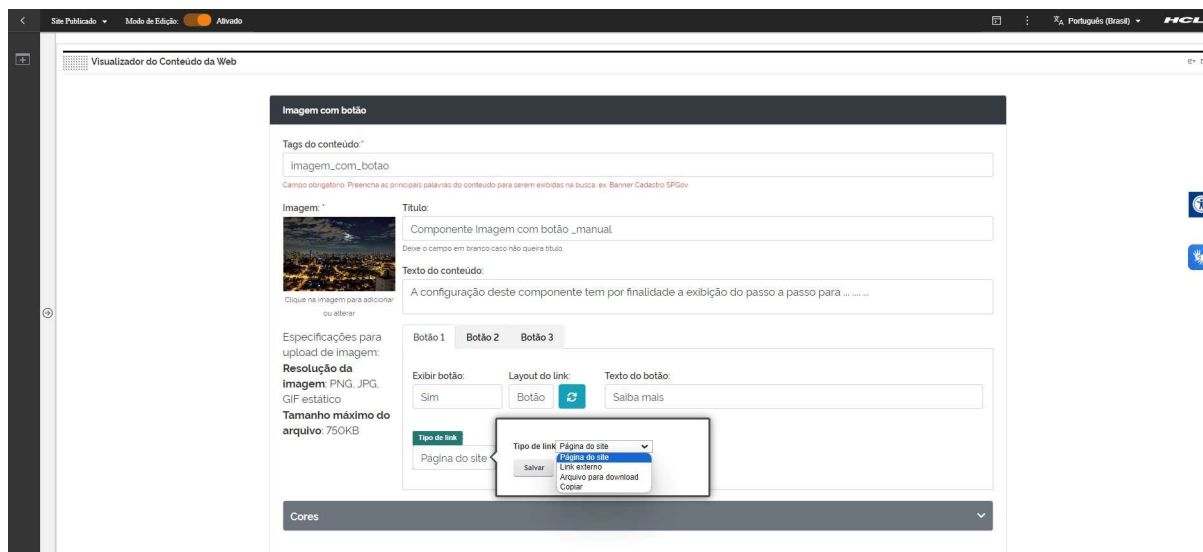 Site Publicado
Modo de Edição:
Ativado
Português (Brasil)
HCL
Visualizador do Conteúdo da Web
Imagem com botão
Tags do conteúdo:*
imagem_com_botao
Campo obrigatório. Preencha as principais palavras do conteúdo para serem exibidas na busca. ex: Banner Cadastro SPGov
Imagem: *
Título:
Componente Imagem com botão _manual
Deixe o campo em branco caso não queira título.
Texto do conteúdo:
A configuração deste componente tem por finalidade a exibição do passo a passo para ... .... ...
Clique na imagem para adicionar
ou alterar
Especificações para
upload de imagem:
Resolução da
imagem: PNG, JPG,
GIF estático
Tamanho máximo do
arquivo: 750KB
Botão 1
Botão 2
Botão 3
Exibir botão:
Layout do link:
Texto do botão:
Sim
Botão
Saiba mais
Tipo de link
Página do site
Tipo de link
Página do site
Página do site
Link externo
Arquivo para download
Copiar
Salvar
Cores